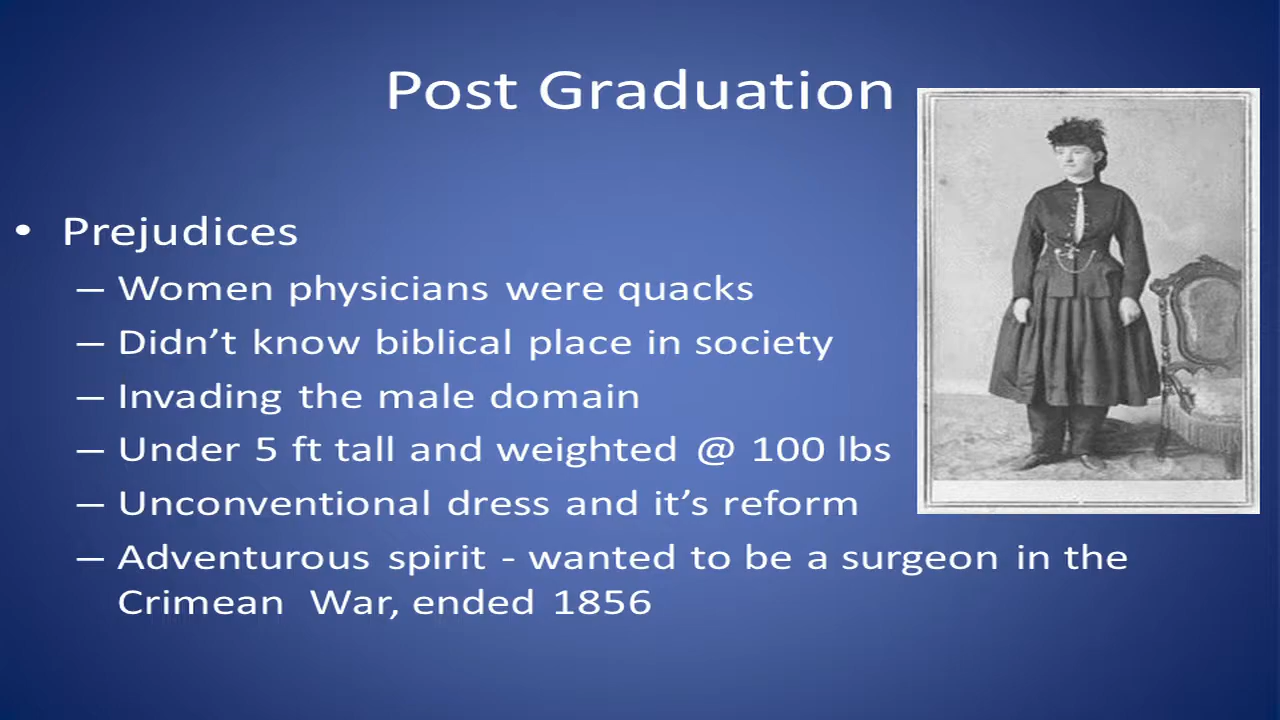 Post Graduation
• Prejudices
– Women physicians were quacks
– Didn’t know biblical place in society
– Invading the male domain
– Under 5 ft tall and weighted @ 100 lbs
– Unconventional dress and it’s reform
– Adventurous spirit - wanted to be a surgeon in the
Crimean  War, ended 1856